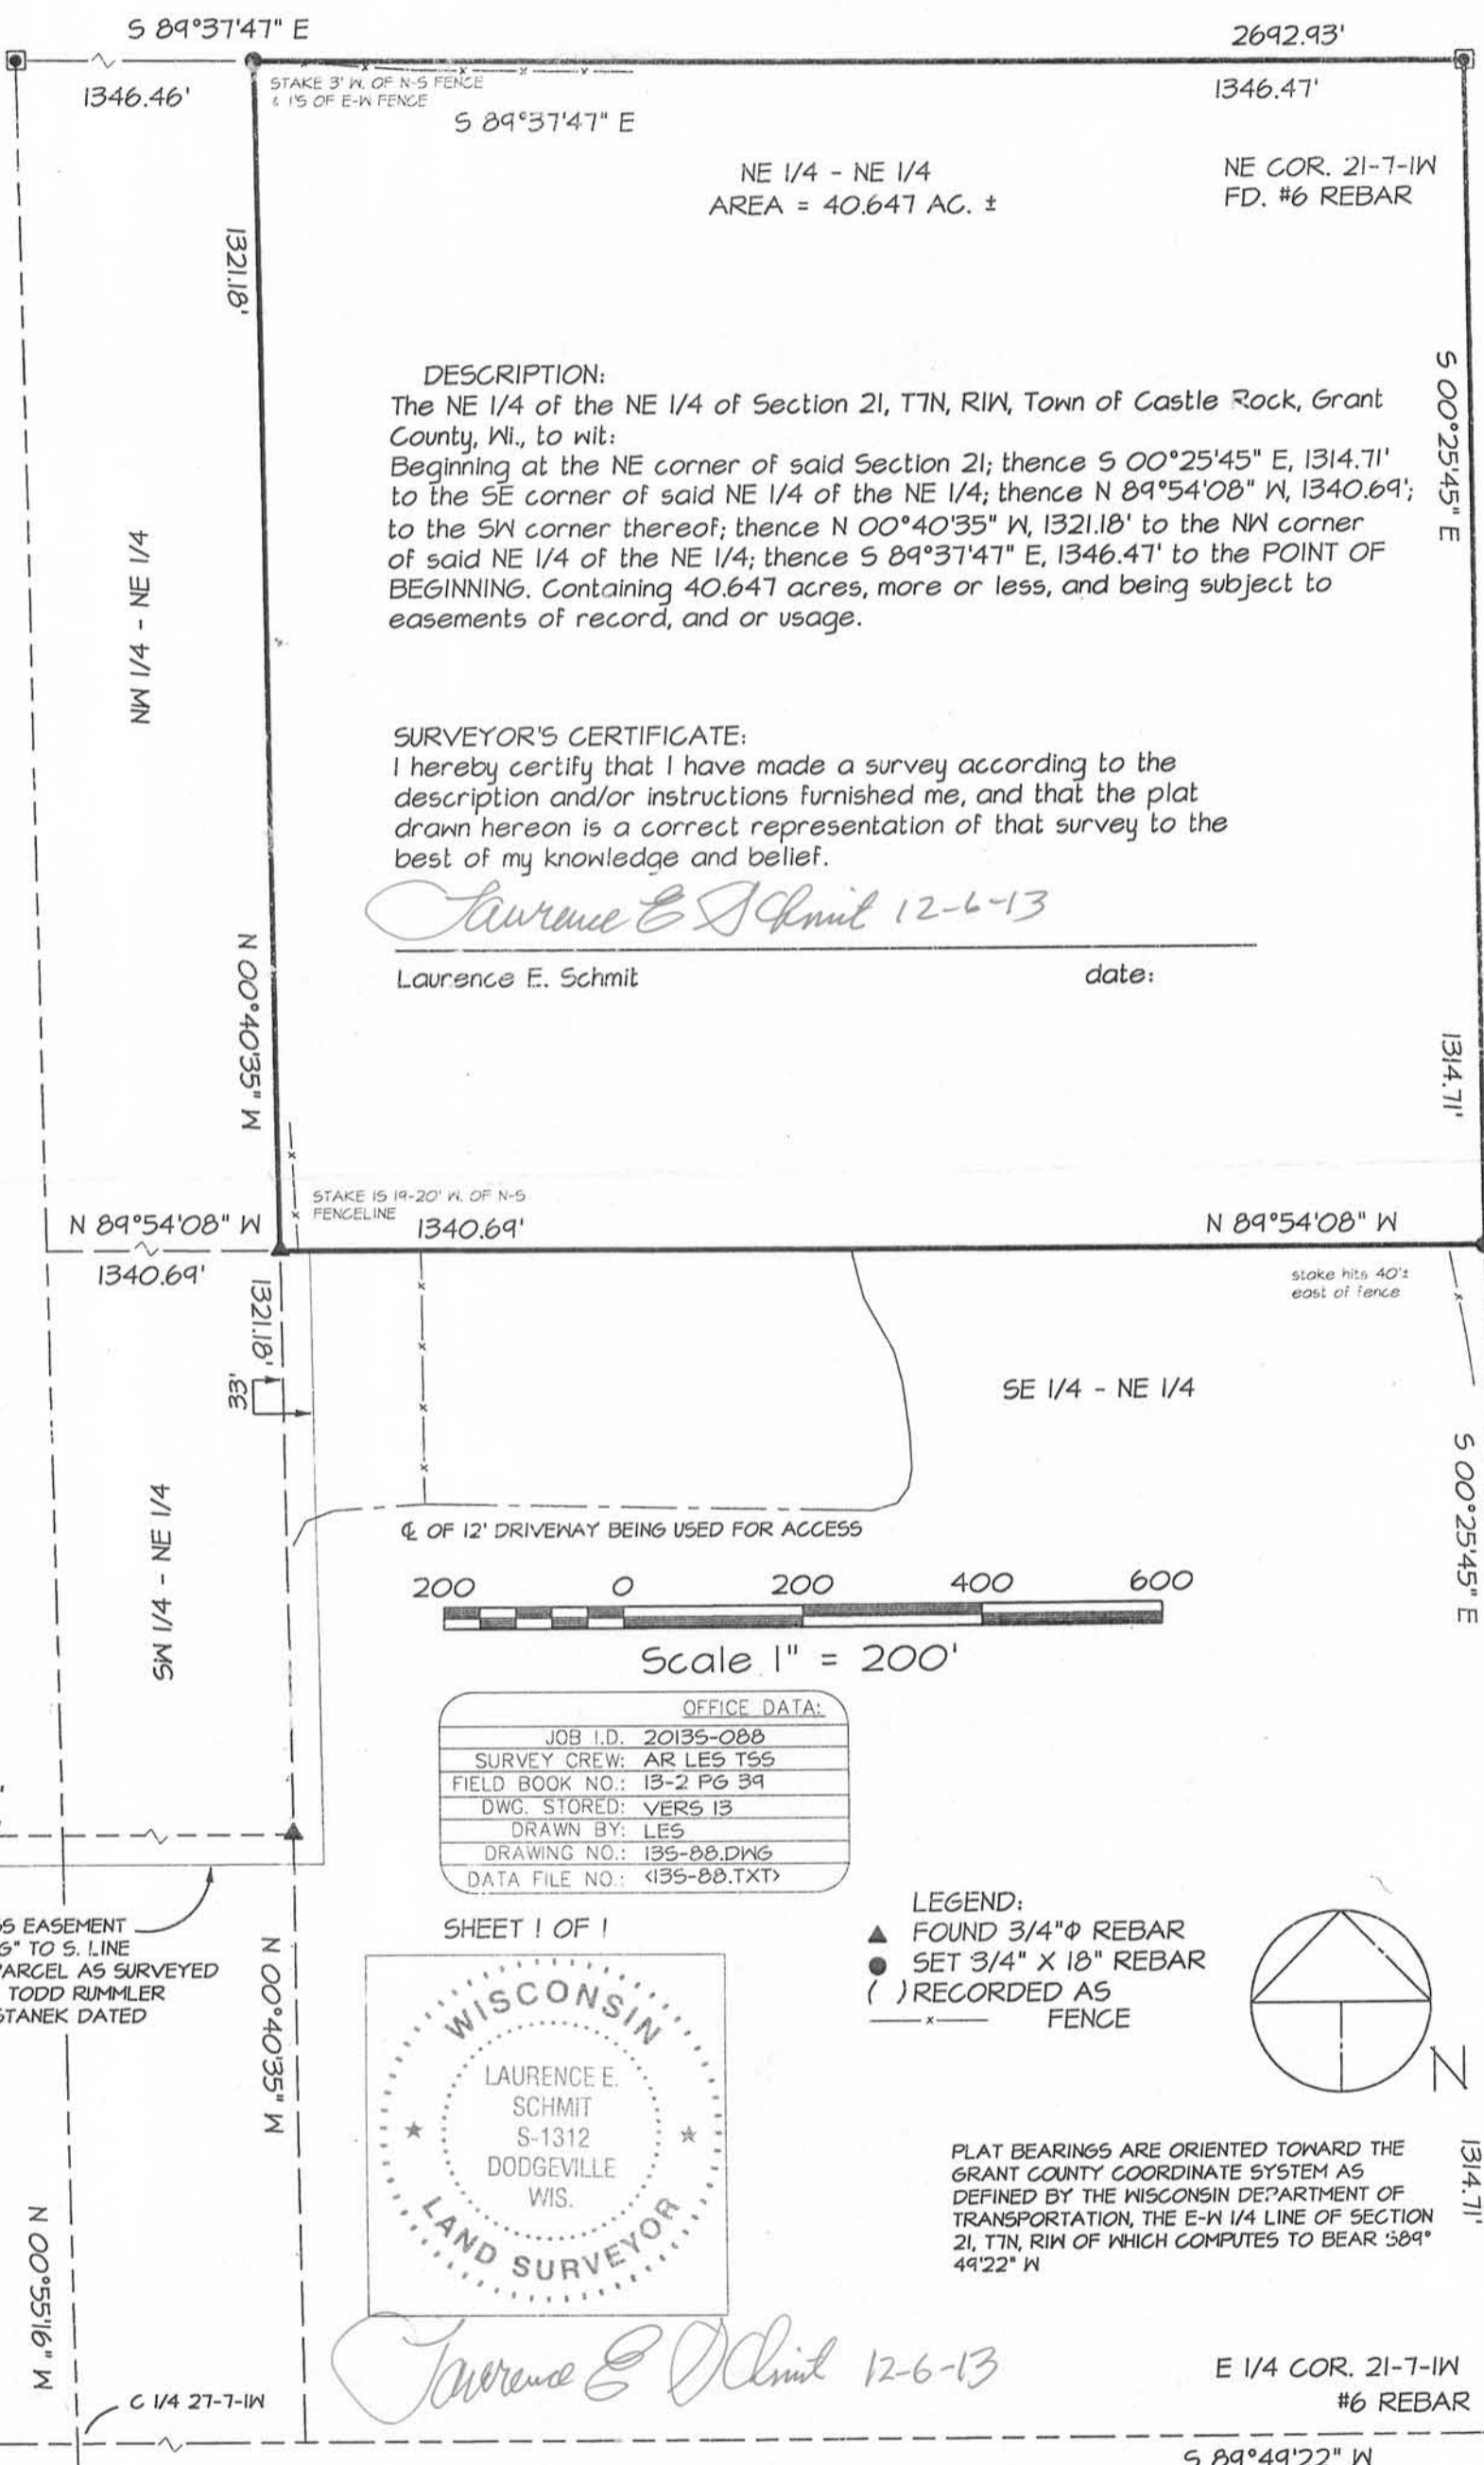 S 89°37'47" E
2692.93'
1346.46'
STAKE 3' W. OF N-S FENCE
& 1'S OF E-W FENCE
1346.47'
S 89°37'47" E
NE 1/4 - NE 1/4
AREA = 40.647 AC. ±
NE COR. 21-7-1W
FD. #6 REBAR
1321.18'
S 00°25'45" E
DESCRIPTION:
The NE 1/4 of the NE 1/4 of Section 21, T7N, R1W, Town of Castle Rock, Grant
County, Wi., to wit:
Beginning at the NE corner of said Section 21; thence S 00°25'45" E, 1314.71'
to the SE corner of said NE 1/4 of the NE 1/4; thence N 89°54'08" W, 1340.69';
to the SW corner thereof; thence N 00°40'35" W, 1321.18' to the NW corner
of said NE 1/4 of the NE 1/4; thence S 89°37'47" E, 1346.47' to the POINT OF
BEGINNING. Containing 40.647 acres, more or less, and being subject to
easements of record, and or usage.
NW 1/4 - NE 1/4
SURVEYOR'S CERTIFICATE:
I hereby certify that I have made a survey according to the
description and/or instructions furnished me, and that the plat
drawn hereon is a correct representation of that survey to the
best of my knowledge and belief.
Laurence E Schmit 12-6-13
Laurence E. Schmit date:
N 00°40'35" W
1314.71'
STAKE IS 19-20' W. OF N-S
FENCELINE
N 89°54'08" W
1340.69'
N 89°54'08" W
1340.69'
stake hits 40'±
east of fence
1321.18'
33'
SE 1/4 - NE 1/4
S 00°25'45" E
SW 1/4 - NE 1/4
℄ OF 12' DRIVEWAY BEING USED FOR ACCESS
200 0 200 400 600
Scale 1" = 200'
OFFICE DATA:
JOB I.D. 2013S-088
SURVEY CREW: AR LES TSS
FIELD BOOK NO.: 13-2 PG 39
DWG. STORED: VERS 13
DRAWN BY: LES
DRAWING NO.: 13S-88.DWG
DATA FILE NO.: <13S-88.TXT>
SHEET 1 OF 1
LEGEND:
▲ FOUND 3/4"Φ REBAR
● SET 3/4" X 18" REBAR
( ) RECORDED AS
—x— FENCE
S EASEMENT
" TO S. LINE
PARCEL AS SURVEYED
TODD RUMMLER
STANEK DATED
N 00°40'35" W
WISCONSIN
LAURENCE E.
SCHMIT
S-1312
DODGEVILLE
WIS.
LAND SURVEYOR
N
PLAT BEARINGS ARE ORIENTED TOWARD THE
GRANT COUNTY COORDINATE SYSTEM AS
DEFINED BY THE WISCONSIN DEPARTMENT OF
TRANSPORTATION, THE E-W 1/4 LINE OF SECTION
21, T7N, R1W OF WHICH COMPUTES TO BEAR S89°
49'22" W
1314.71'
N 00°55'16" W
Laurence E Schmit 12-6-13
C 1/4 27-7-1W
E 1/4 COR. 21-7-1W
#6 REBAR
S 89°49'22" W